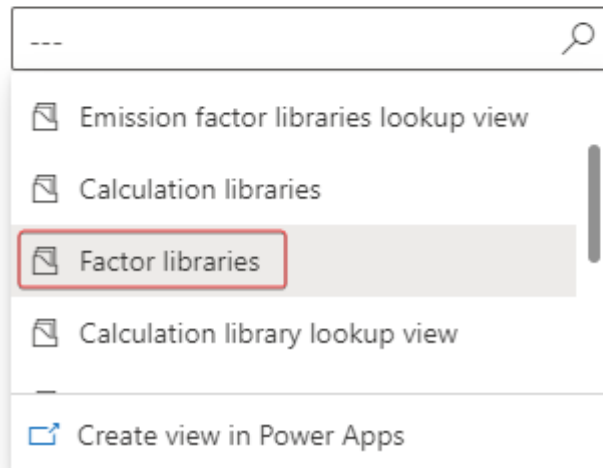 ---
Emission factor libraries lookup view
Calculation libraries
Factor libraries
Calculation library lookup view
Create view in Power Apps